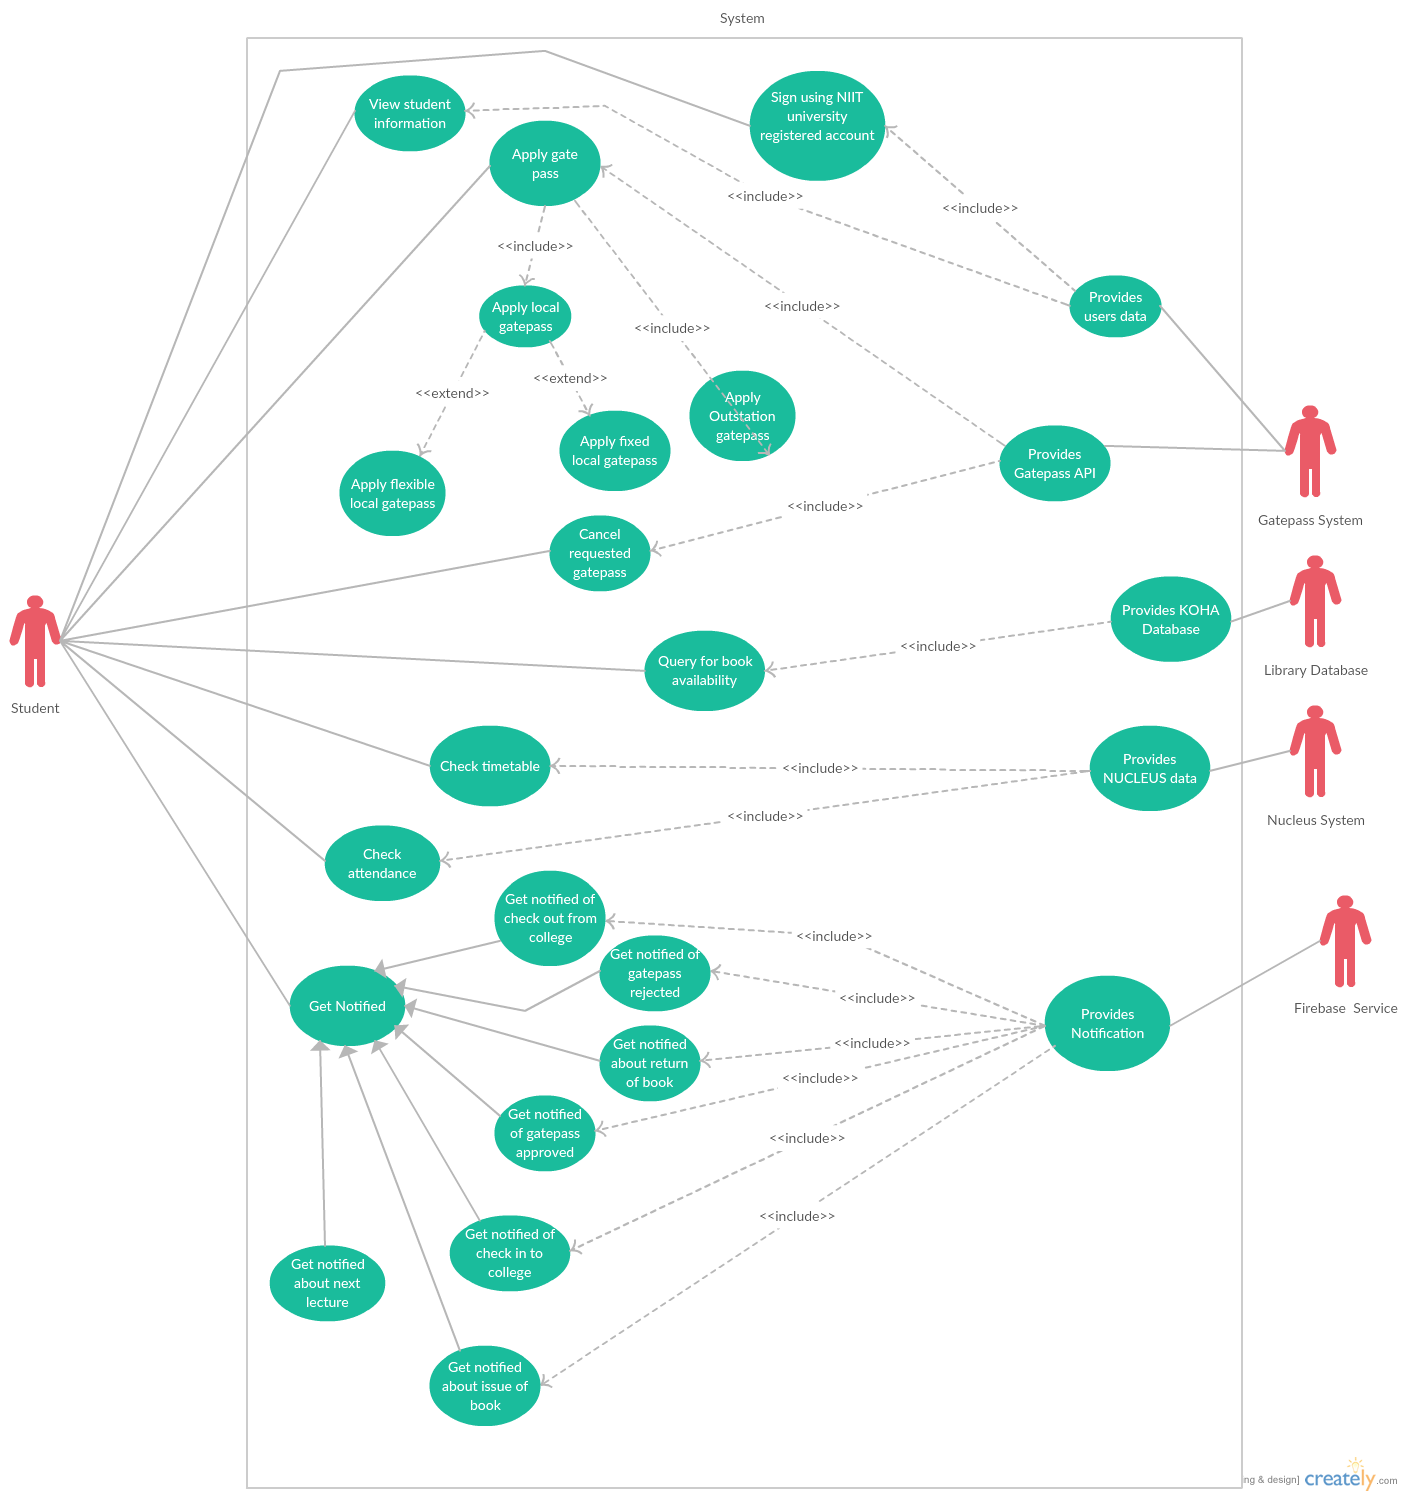 System
View student
information
Sign using NIIT
university
registered account
Apply gate
pass
<<include>>
<<include>>
<<include>>
Apply local
gatepass
Provides
users data
<<include>>
<<include>>
<<extend>>
<<extend>>
Apply
Outstation
gatepass
Apply fixed
local gatepass
Apply flexible
local gatepass
Provides
Gatepass API
Gatepass System
<<include>>
Cancel
requested
gatepass
Provides KOHA
Database
Library Database
<<include>>
Query for book
availability
Student
Check timetable
<<include>>
Provides
NUCLEUS data
Nucleus System
<<include>>
Check
attendance
Get notified of
check out from
college
<<include>>
Get notified of
gatepass
rejected
<<include>>
Get Notified
Provides
Notification
Firebase Service
Get notified
about return
of book
<<include>>
<<include>>
Get notified
of gatepass
approved
<<include>>
<<include>>
Get notified of
check in to
college
Get notified
about next
lecture
Get notified
about issue of
book
ng & design]
creately.com